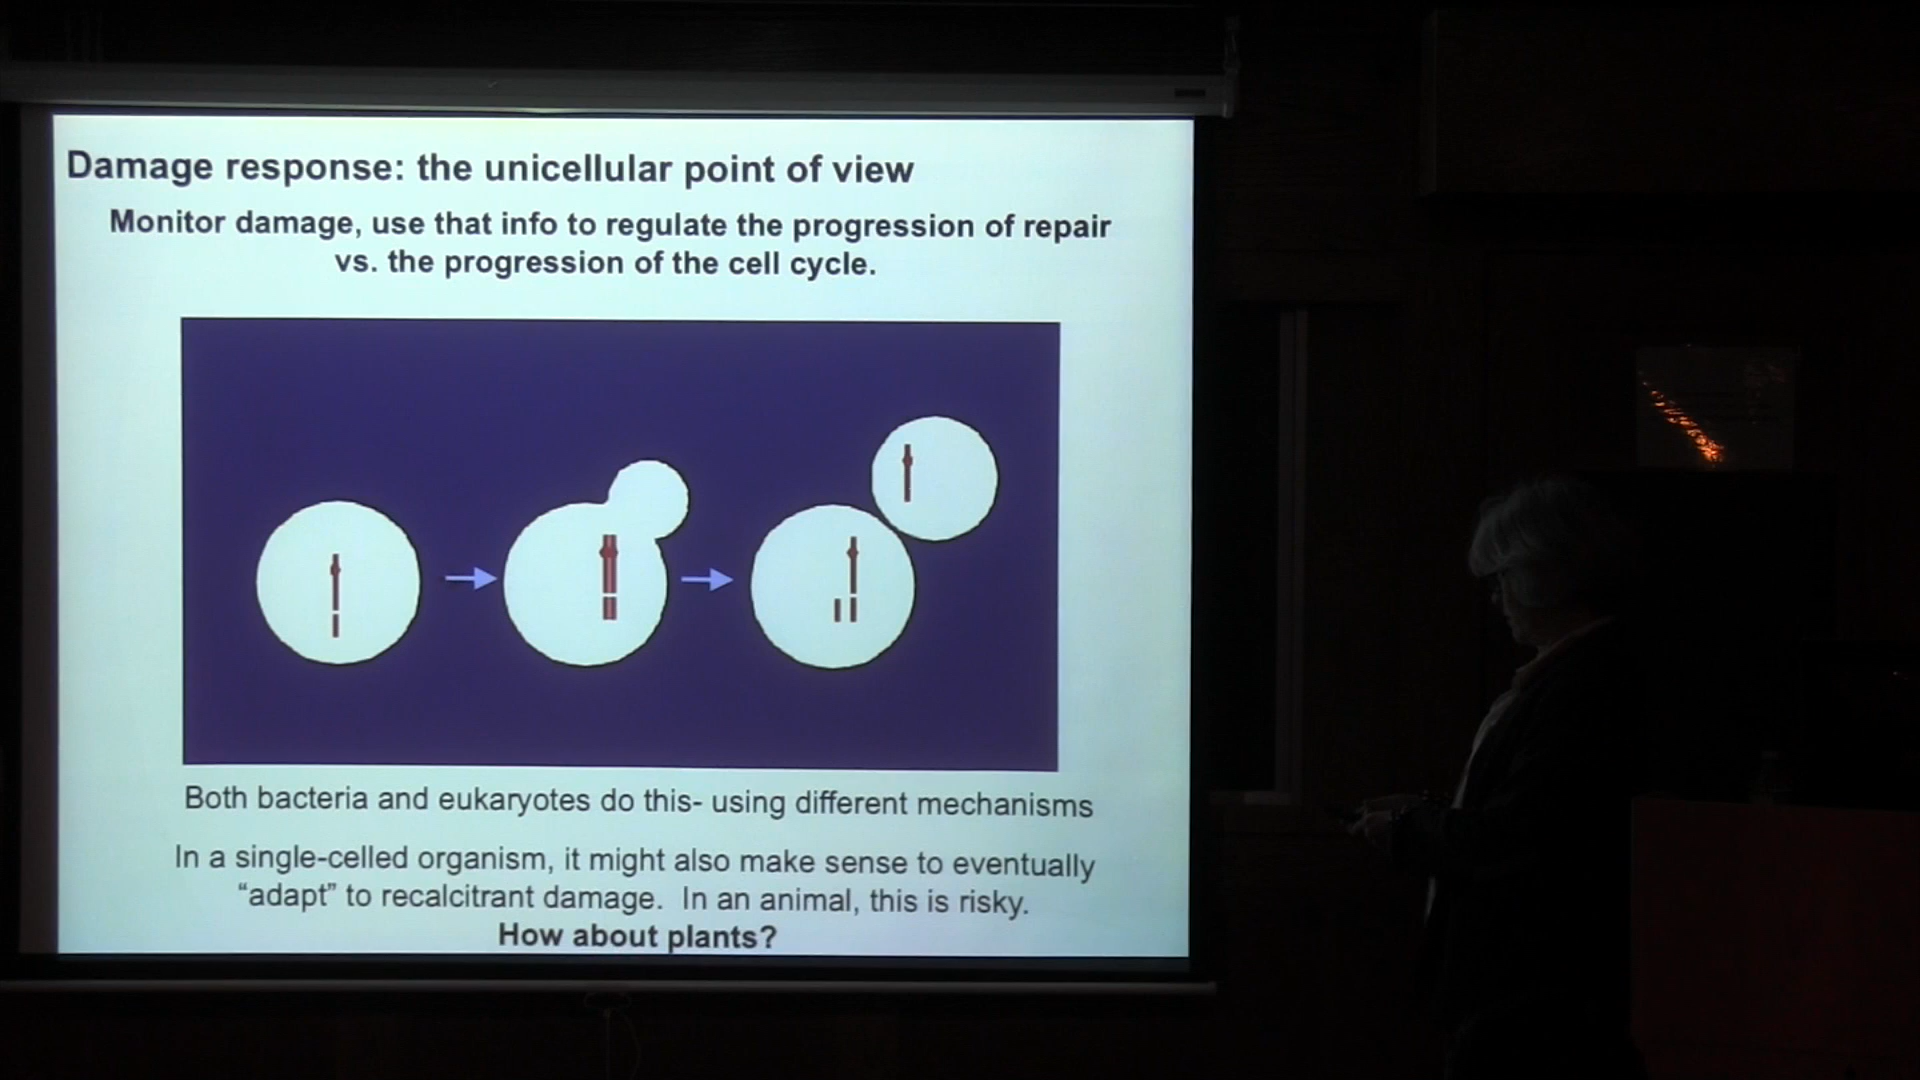 Damage response: the unicellular point of view
Monitor damage, use that info to regulate the progression of repair
vs. the progression of the cell cycle.
Both bacteria and eukaryotes do this- using different mechanisms
In a single-celled organism, it might also make sense to eventually
“adapt” to recalcitrant damage.  In an animal, this is risky.
How about plants?